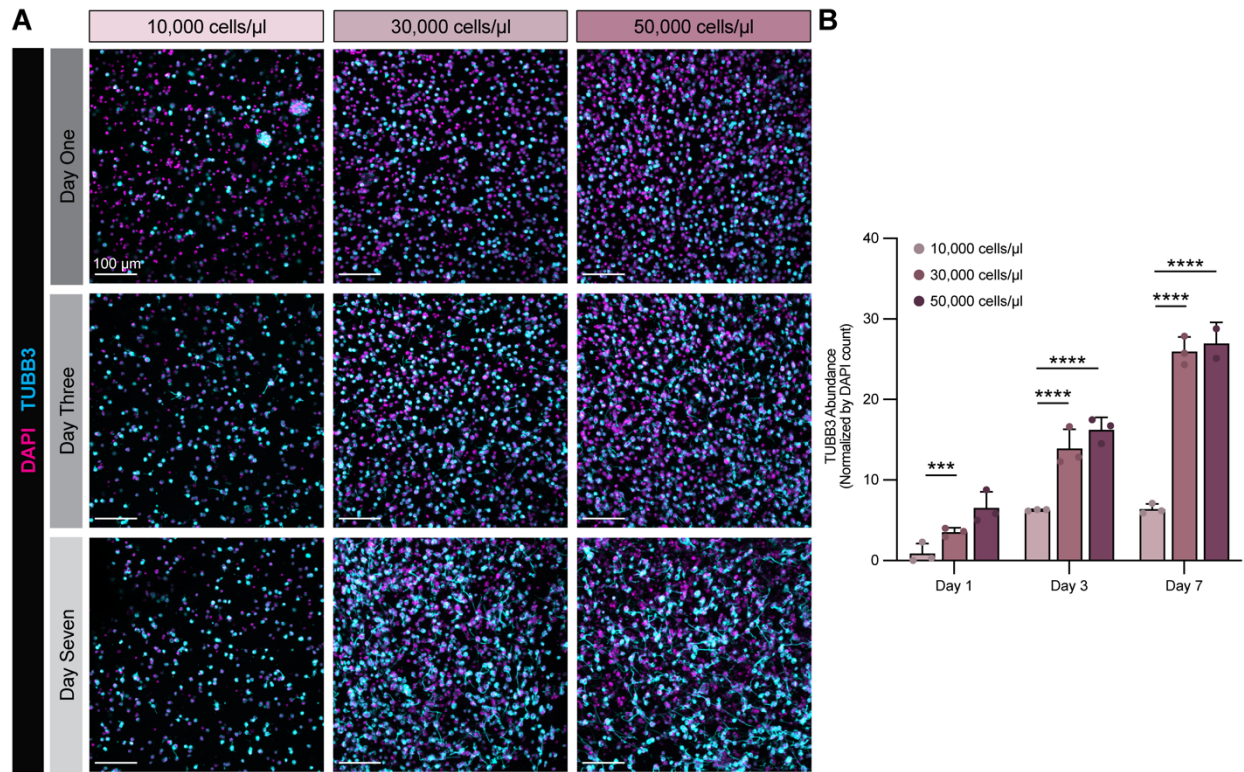 A
10,000 cells/µl
30,000 cells/µl
50,000 cells/µl
B
DAPI TUBB3
Day One
100 µm
Day Three
Day Seven
TUBB3 Abundance
(Normalized by DAPI count)
40
30
20
10
0
10,000 cells/µl
30,000 cells/µl
50,000 cells/µl
***
****
****
****
****
Day 1
Day 3
Day 7